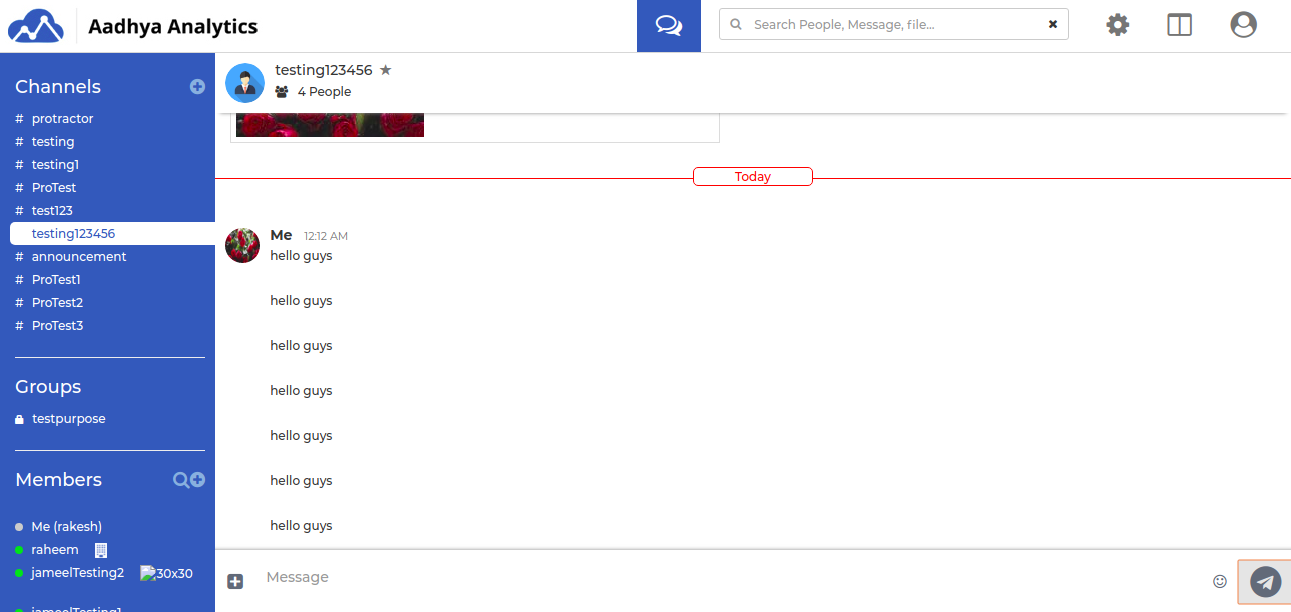 Aadhya Analytics
Search People, Message, file...
Channels
# protractor
# testing
# testing1
# ProTest
# test123
testing123456
# announcement
# ProTest1
# ProTest2
# ProTest3
Groups
testpurpose
Members
Me (rakesh)
raheem
jameelTesting2 30x30
jameelTesting1
testing123456
4 People
Today
Me 12:12 AM
hello guys
hello guys
hello guys
hello guys
hello guys
hello guys
hello guys
Message